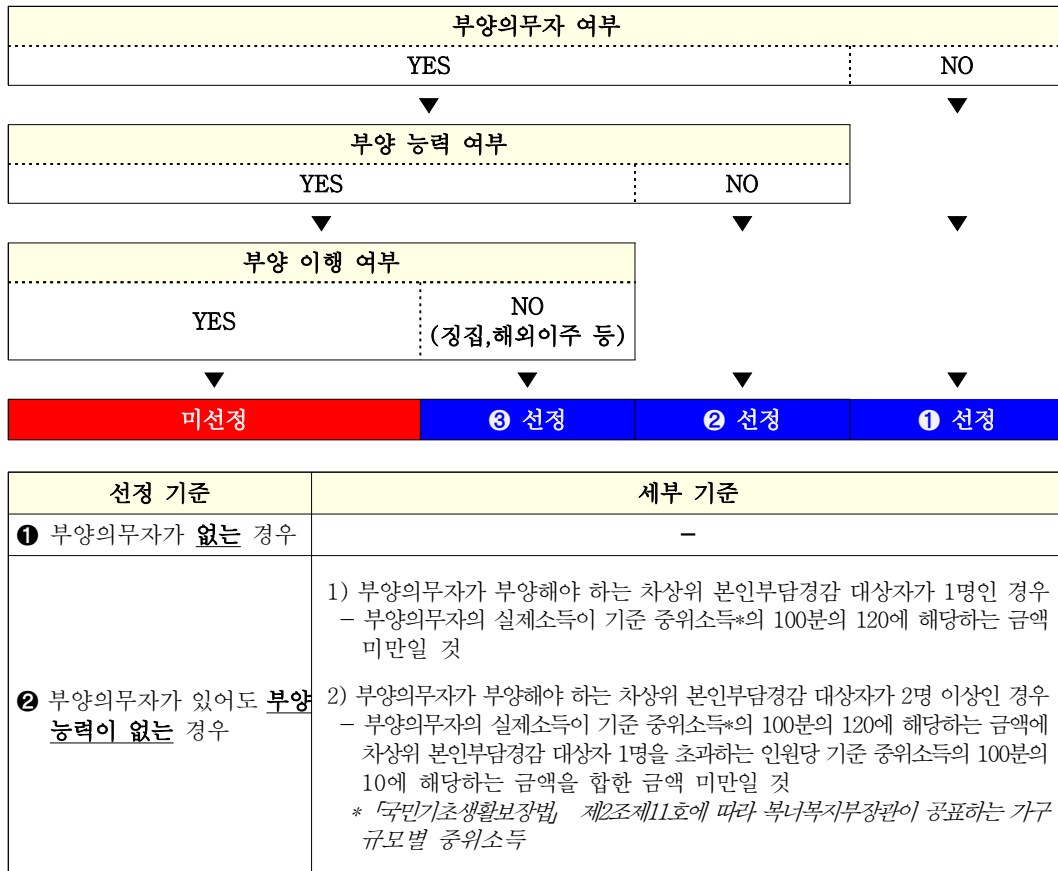 부양의무자 여부
YES NO
▼ ▼
부양 능력 여부
YES NO
▼ ▼ ▼
부양 이행 여부
YES NO
(징집,해외이주 등)
▼ ▼ ▼ ▼
미선정 ❸ 선정 ❷ 선정 ❶ 선정
선정 기준 세부 기준
❶ 부양의무자가 없는 경우 －
❷ 부양의무자가 있어도 부양
능력이 없는 경우
1) 부양의무자가 부양해야 하는 차상위 본인부담경감 대상자가 1명인 경우
－ 부양의무자의 실제소득이 기준 중위소득*의 100분의 120에 해당하는 금액
미만일 것
2) 부양의무자가 부양해야 하는 차상위 본인부담경감 대상자가 2명 이상인 경우
－ 부양의무자의 실제소득이 기준 중위소득*의 100분의 120에 해당하는 금액에
차상위 본인부담경감 대상자 1명을 초과하는 인원당 기준 중위소득의 100분의
10에 해당하는 금액을 합한 금액 미만일 것
* 「국민기초생활보장법」 제2조제11호에 따라 복너복지부장관이 공표하는 가구
규모별 중위소득